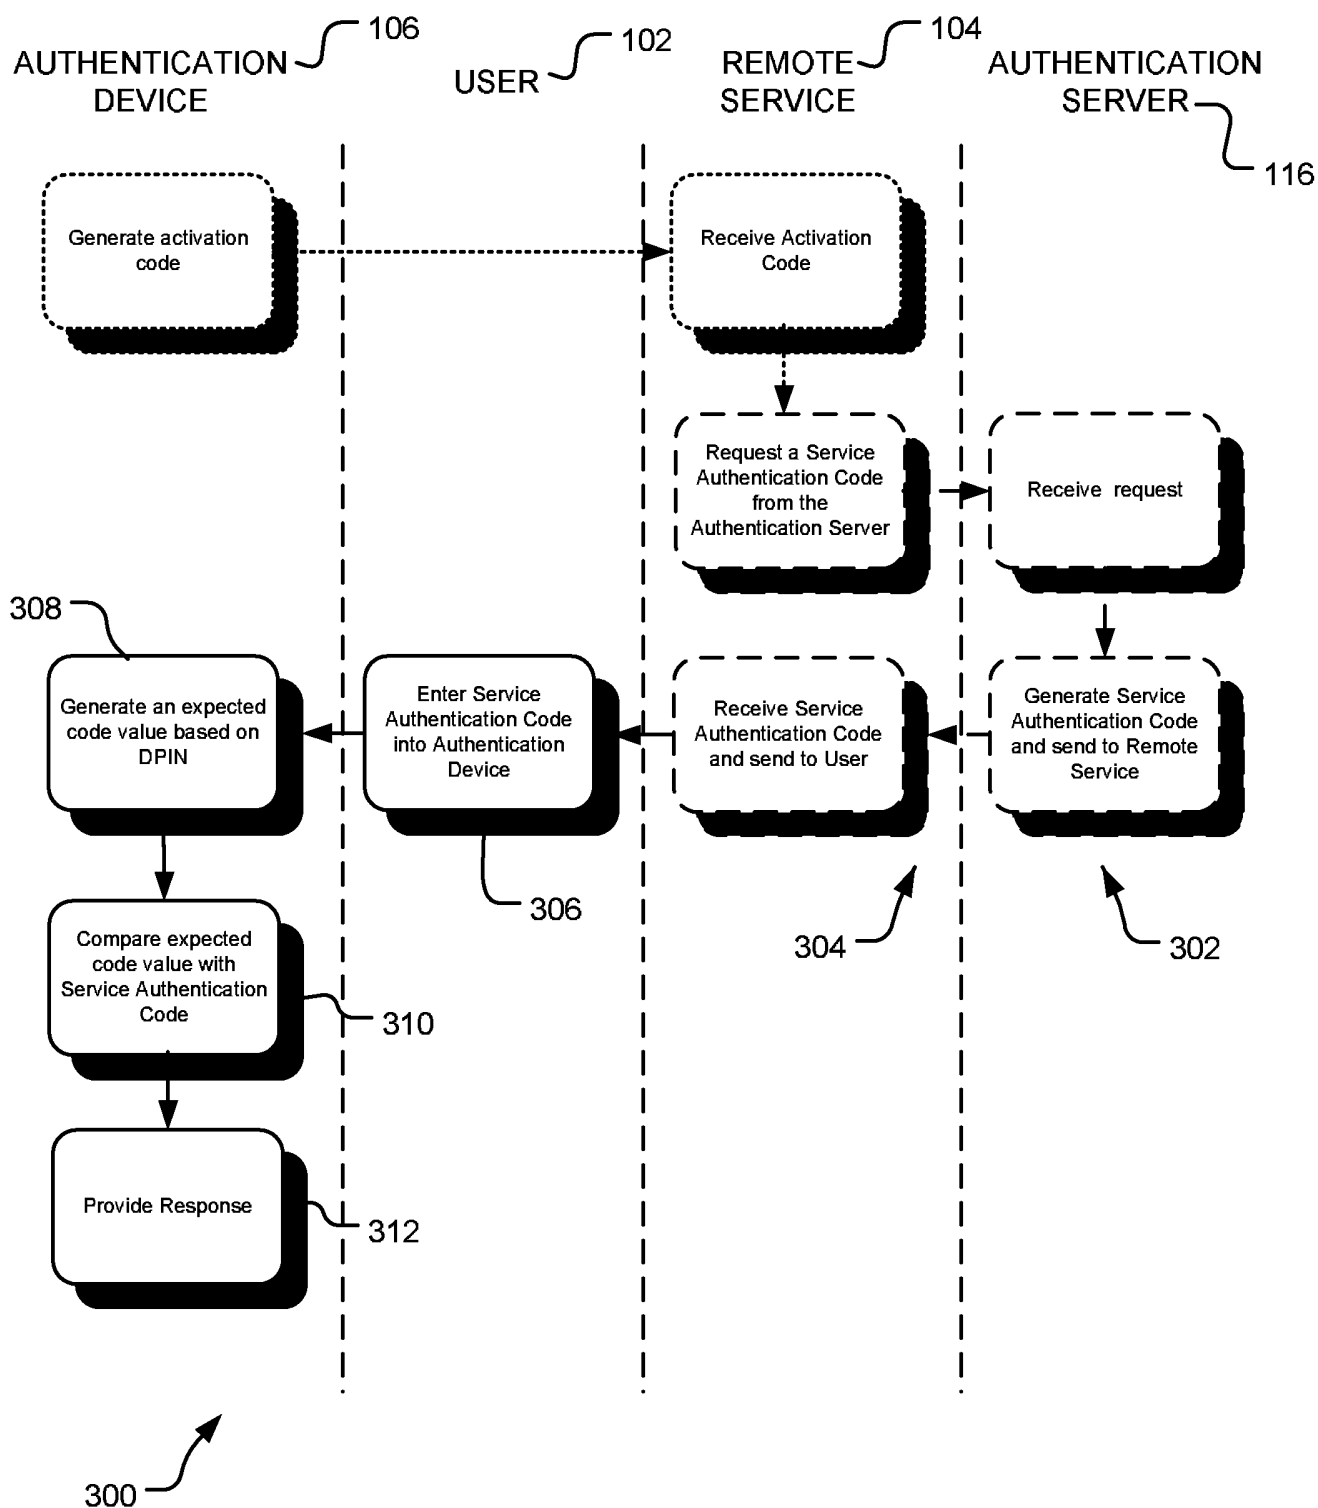 106
102
104
AUTHENTICATION
DEVICE
USER
REMOTE
SERVICE
AUTHENTICATION
SERVER
116
Generate activation
code
Receive Activation
Code
Request a Service
Authentication Code
from the
Authentication Server
Receive request
308
Generate an expected
code value based on
DPIN
Enter Service
Authentication Code
into Authentication
Device
Receive Service
Authentication Code
and send to User
Generate Service
Authentication Code
and send to Remote
Service
306
304
302
Compare expected
code value with
Service Authentication
Code
310
Provide Response
312
300